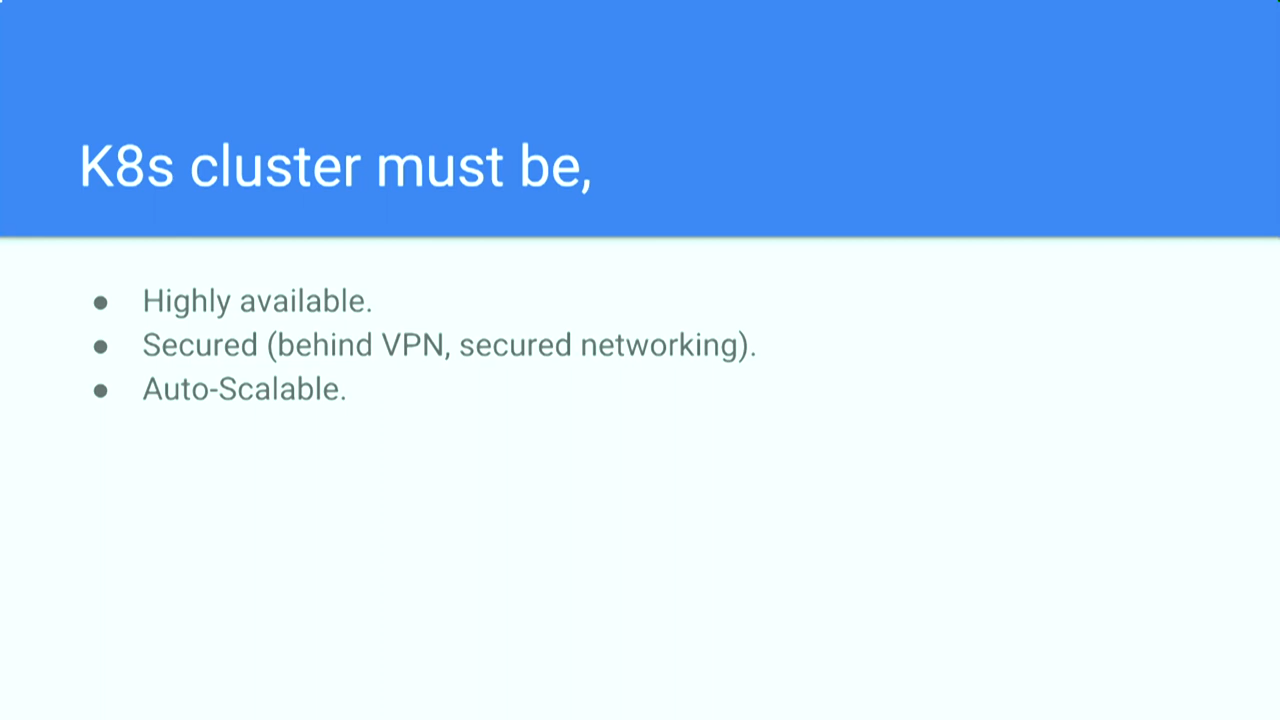 K8s cluster must be,
● Highly available.
● Secured (behind VPN, secured networking).
● Auto-Scalable.